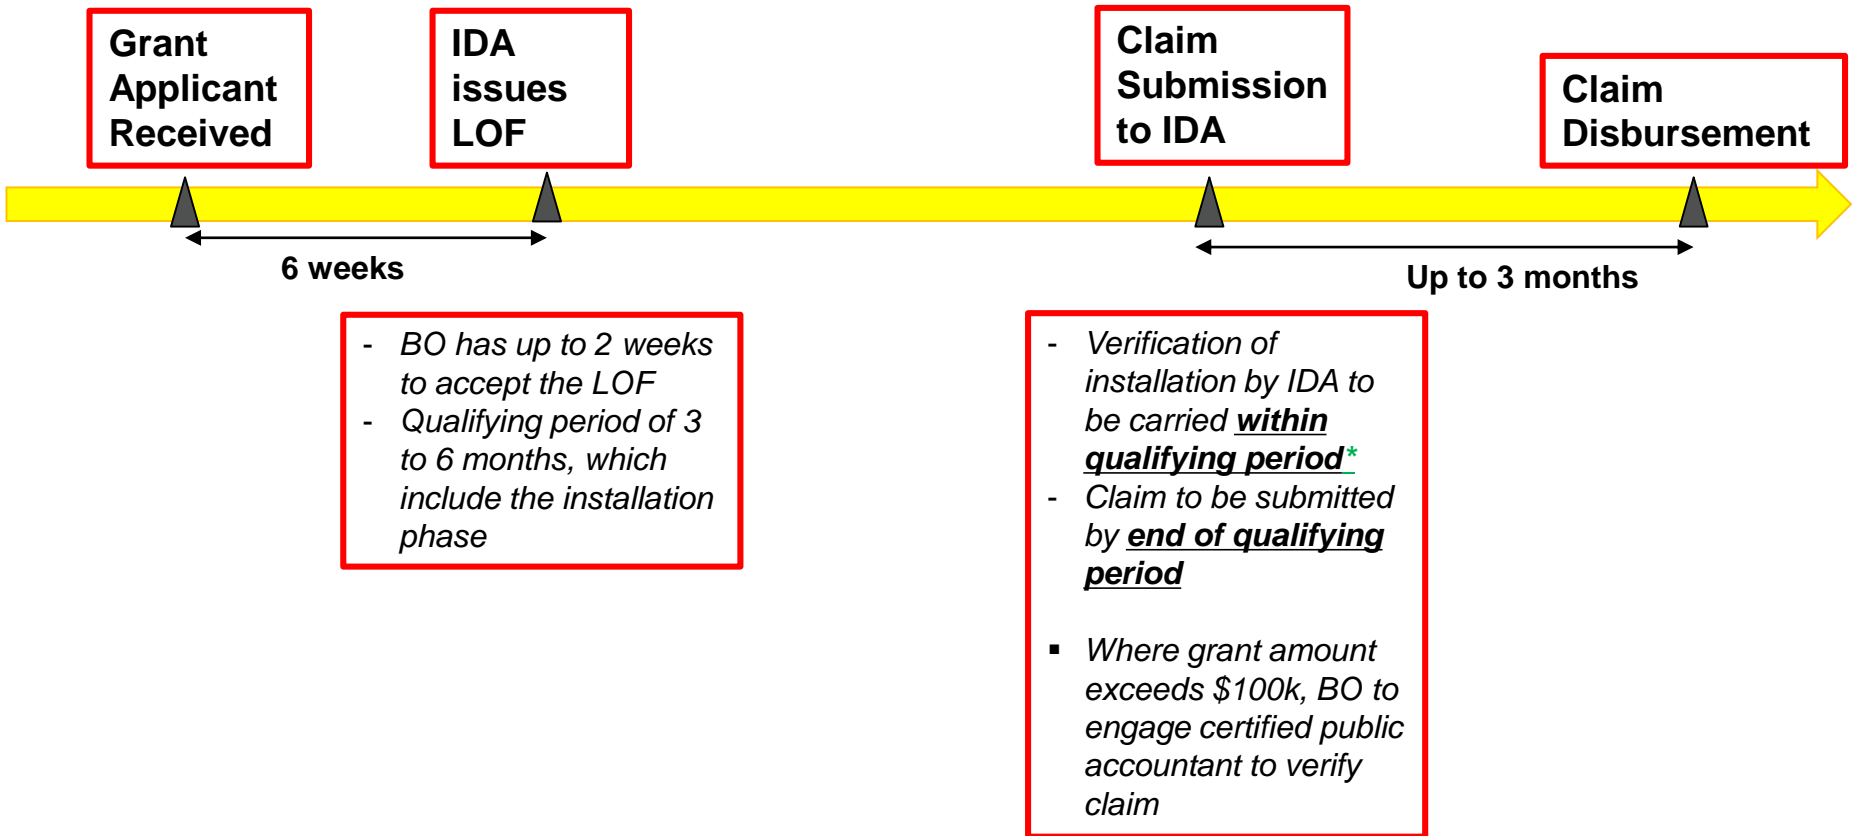 Grant
Applicant
Received
IDA
issues
LOF
Claim
Submission
to IDA
Claim
Disbursement
6 weeks
Up to 3 months
- BO has up to 2 weeks
to accept the LOF
- Qualifying period of 3
to 6 months, which
include the installation
phase
- Verification of
installation by IDA to
be carried within
qualifying period*
- Claim to be submitted
by end of qualifying
period
▪ Where grant amount
exceeds $100k, BO to
engage certified public
accountant to verify
claim